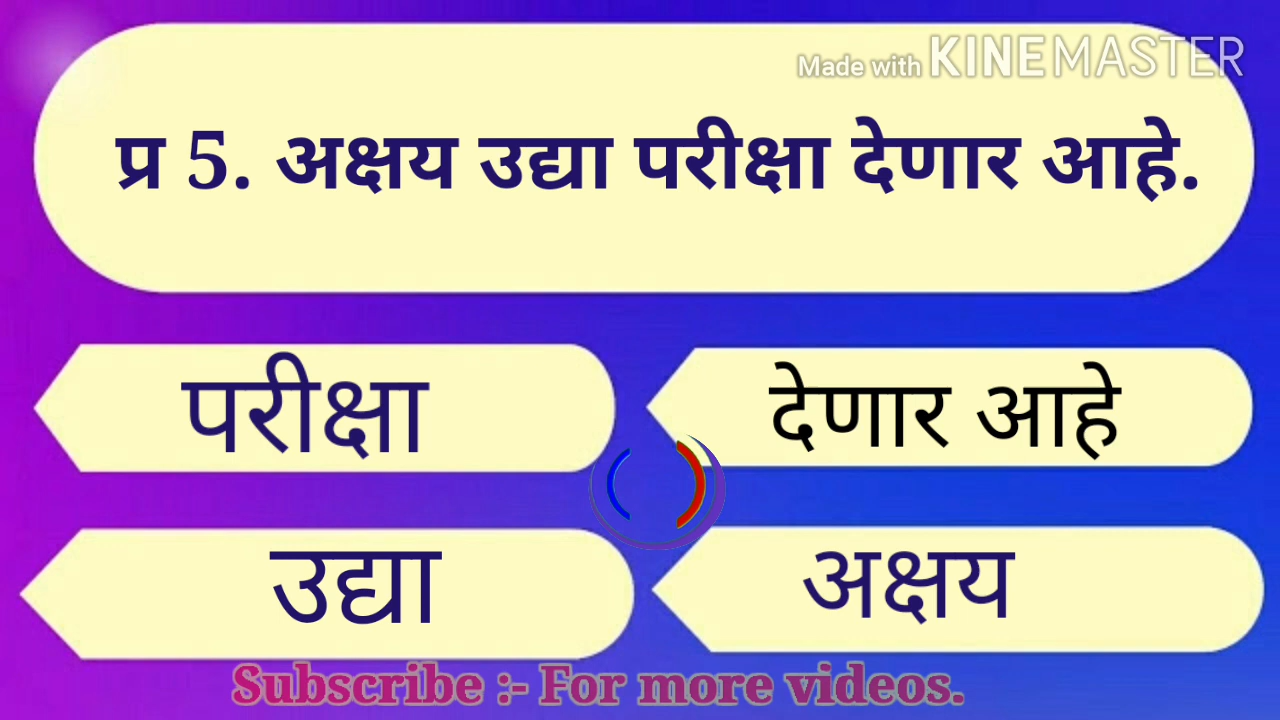 Made with KINEMASTER
प्र 5. अक्षय उद्या परीक्षा देणार आहे.
परीक्षा
देणार आहे
उद्या
अक्षय
Subscribe :- For more videos.